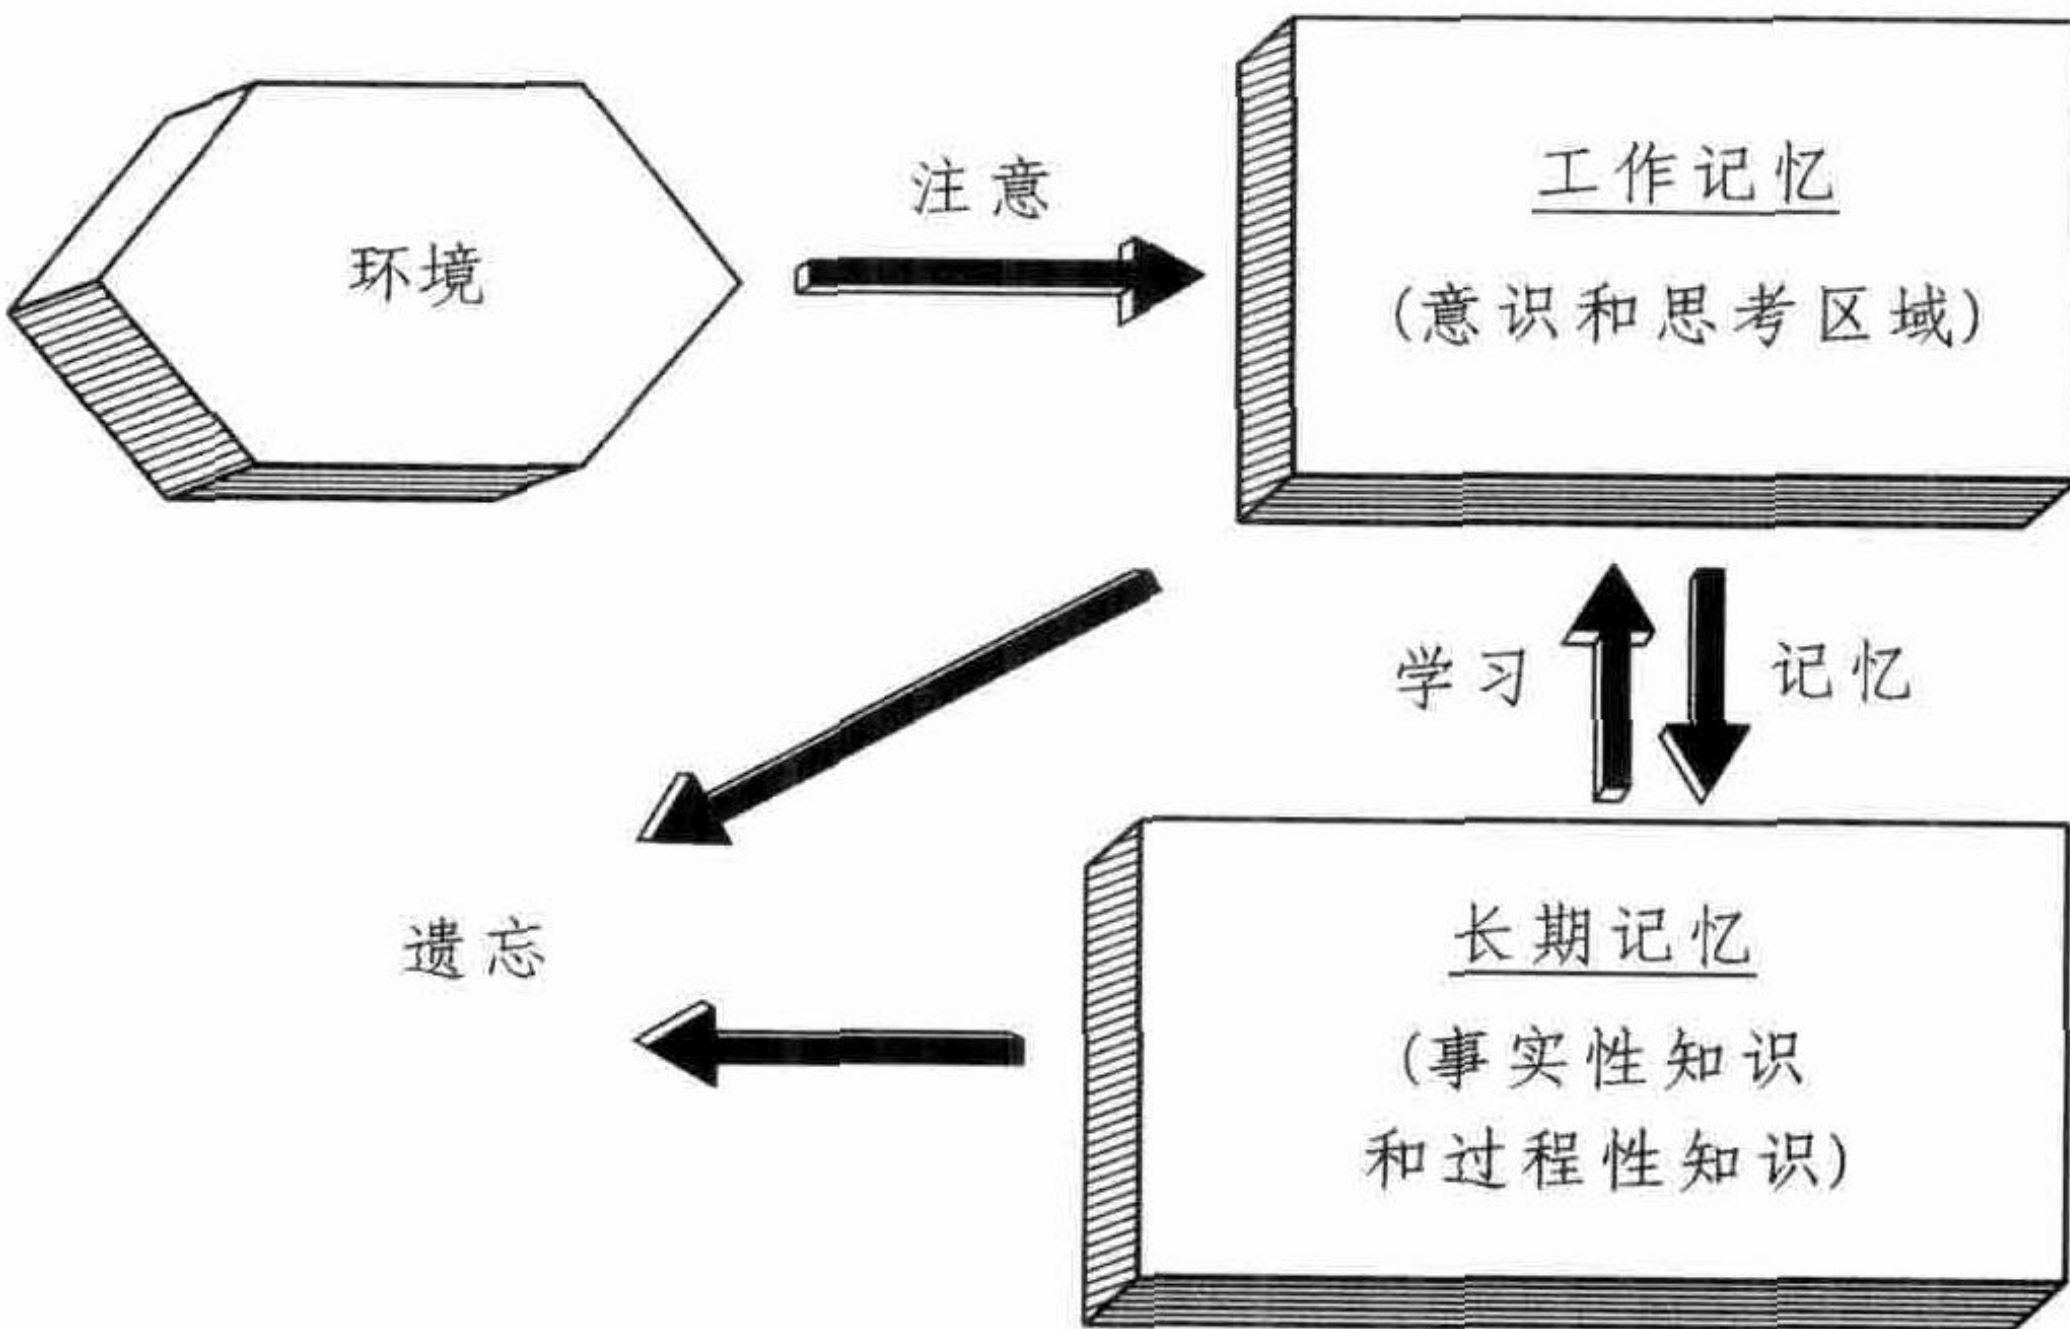 环境
注意
工作记忆
(意识和思考区域)
学习
记忆
遗忘
长期记忆
(事实性知识
和过程性知识)